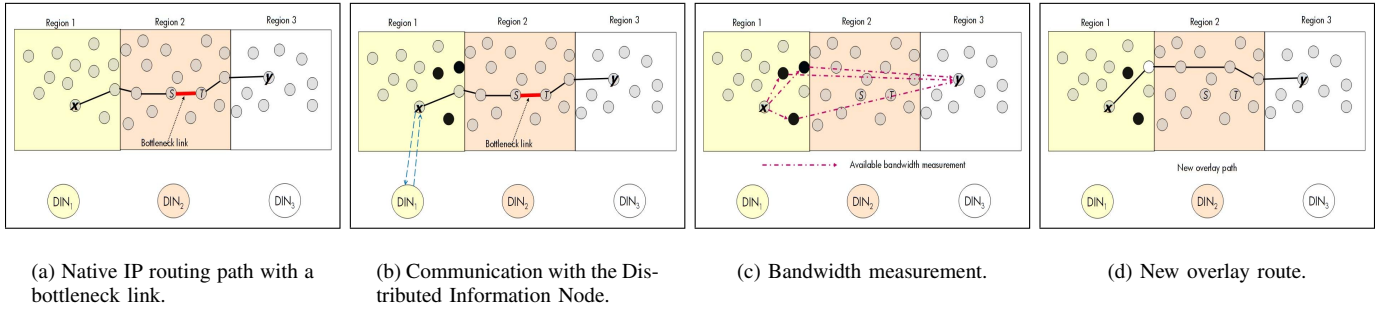 Region 1 Region 2 Region 3
x S T y
Bottleneck link
DIN1 DIN2 DIN3
(a) Native IP routing path with a
bottleneck link.
Region 1 Region 2 Region 3
x S T y
Bottleneck link
DIN1 DIN2 DIN3
(b) Communication with the Dis-
tributed Information Node.
Region 1 Region 2 Region 3
x S T y
Available bandwidth measurement
DIN1 DIN2 DIN3
(c) Bandwidth measurement.
Region 1 Region 2 Region 3
x S T y
New overlay path
DIN1 DIN2 DIN3
(d) New overlay route.